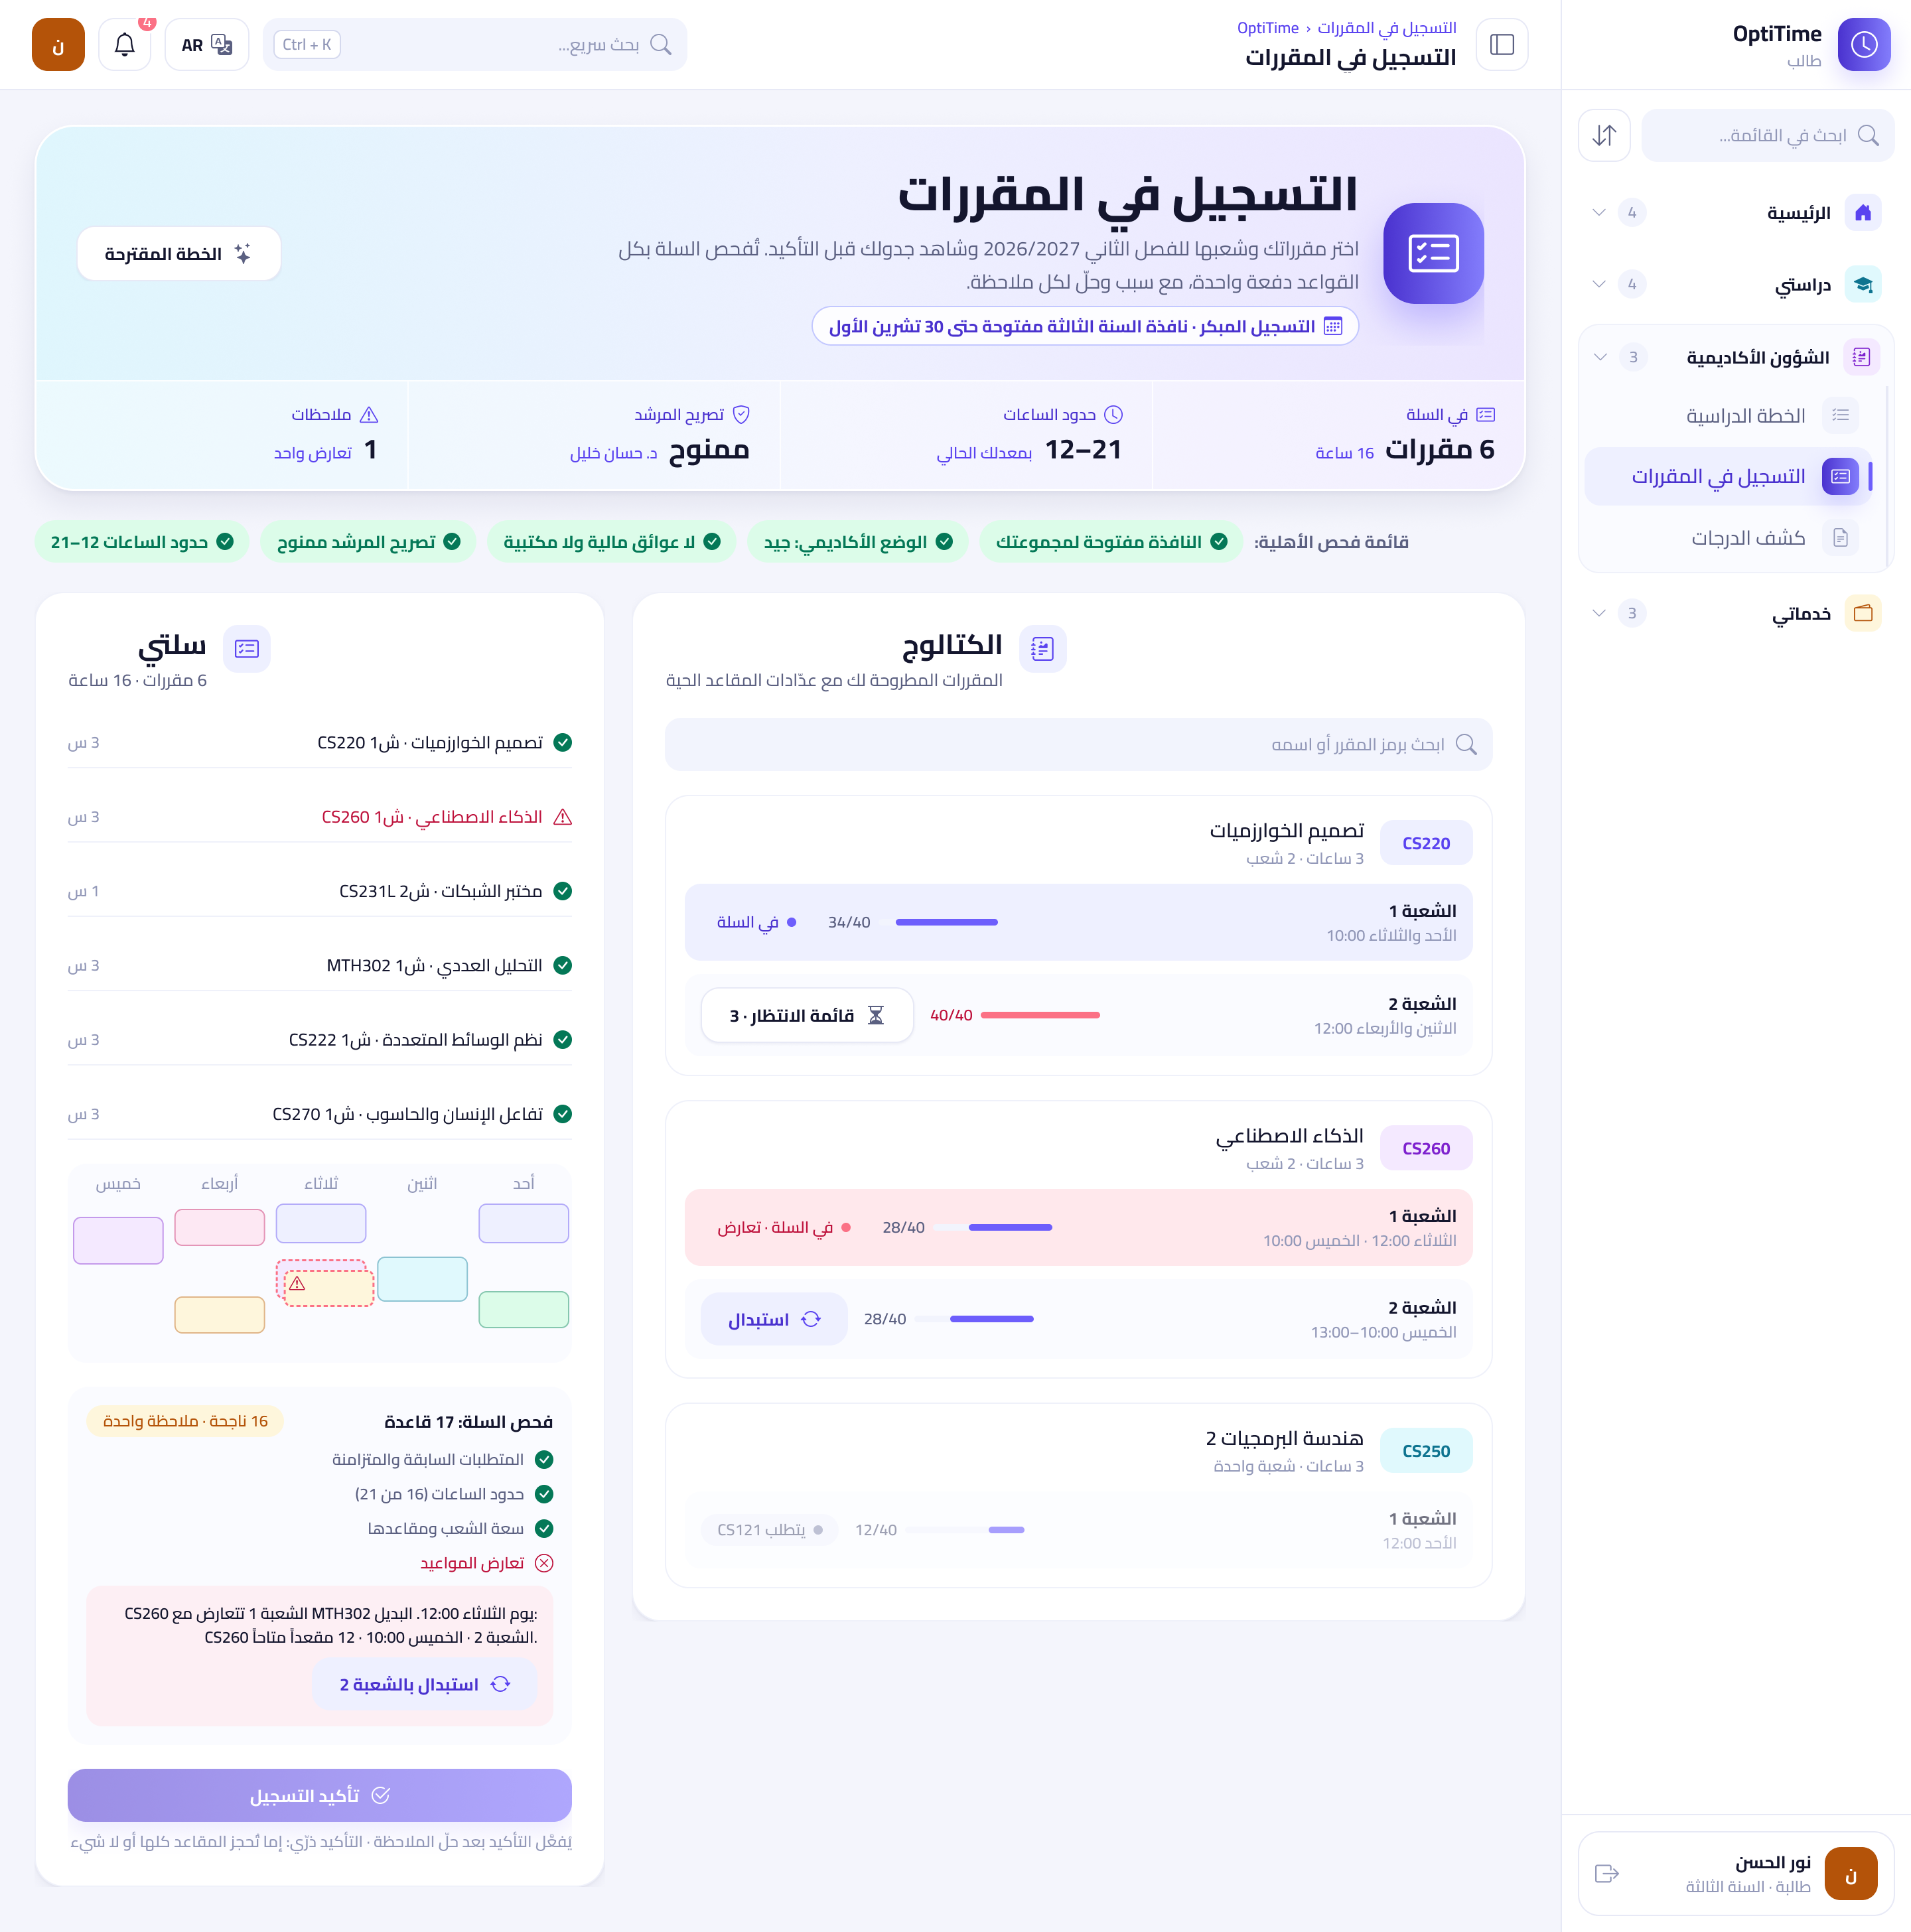 OptiTime
طالب
ابحث في القائمة...
الرئيسية
4
دراستي
4
الشؤون الأكاديمية
3
الخطة الدراسية
التسجيل في المقررات
كشف الدرجات
خدماتي
3
نور الحسن
طالبة · السنة الثالثة
ن
التسجيل في المقررات › OptiTime
التسجيل في المقررات
بحث سريع...
Ctrl + K
AR
4
ن
التسجيل في المقررات
اختر مقرراتك وشعبها للفصل الثاني 2026/2027 وشاهد جدولك قبل التأكيد. تُفحص السلة بكل
القواعد دفعة واحدة، مع سبب وحلّ لكل ملاحظة.
التسجيل المبكر · نافذة السنة الثالثة مفتوحة حتى 30 تشرين الأول
الخطة المقترحة
في السلة
6 مقررات 16 ساعة
حدود الساعات
12–21 بمعدلك الحالي
تصريح المرشد
ممنوح د. حسان خليل
ملاحظات
1 تعارض واحد
قائمة فحص الأهلية:
النافذة مفتوحة لمجموعتك
الوضع الأكاديمي: جيد
لا عوائق مالية ولا مكتبية
تصريح المرشد ممنوح
حدود الساعات 12–21
الكتالوج
المقررات المطروحة لك مع عدّادات المقاعد الحية
ابحث برمز المقرر أو اسمه
CS220
تصميم الخوارزميات
3 ساعات · 2 شعب
الشعبة 1
الأحد والثلاثاء 10:00
34/40
في السلة
الشعبة 2
الاثنين والأربعاء 12:00
40/40
قائمة الانتظار · 3
CS260
الذكاء الاصطناعي
3 ساعات · 2 شعب
الشعبة 1
الثلاثاء 12:00 · الخميس 10:00
28/40
في السلة · تعارض
الشعبة 2
الخميس 10:00–13:00
28/40
استبدال
CS250
هندسة البرمجيات 2
3 ساعات · شعبة واحدة
الشعبة 1
الأحد 12:00
12/40
يتطلب CS121
سلتي
6 مقررات · 16 ساعة
تصميم الخوارزميات · ش1 CS220
3 س
الذكاء الاصطناعي · ش1 CS260
3 س
مختبر الشبكات · ش2 CS231L
1 س
التحليل العددي · ش1 MTH302
3 س
نظم الوسائط المتعددة · ش1 CS222
3 س
تفاعل الإنسان والحاسوب · ش1 CS270
3 س
أحد
اثنين
ثلاثاء
أربعاء
خميس
فحص السلة: 17 قاعدة
16 ناجحة · ملاحظة واحدة
المتطلبات السابقة والمتزامنة
حدود الساعات (16 من 21)
سعة الشعب ومقاعدها
تعارض المواعيد
:يوم الثلاثاء 12:00. البديل MTH302 الشعبة 1 تتعارض مع CS260
.الشعبة 2 · الخميس 10:00 · 12 مقعداً متاحاً CS260
استبدال بالشعبة 2
تأكيد التسجيل
يُفعَّل التأكيد بعد حلّ الملاحظة · التأكيد ذرّي: إما تُحجز المقاعد كلها أو لا شيء